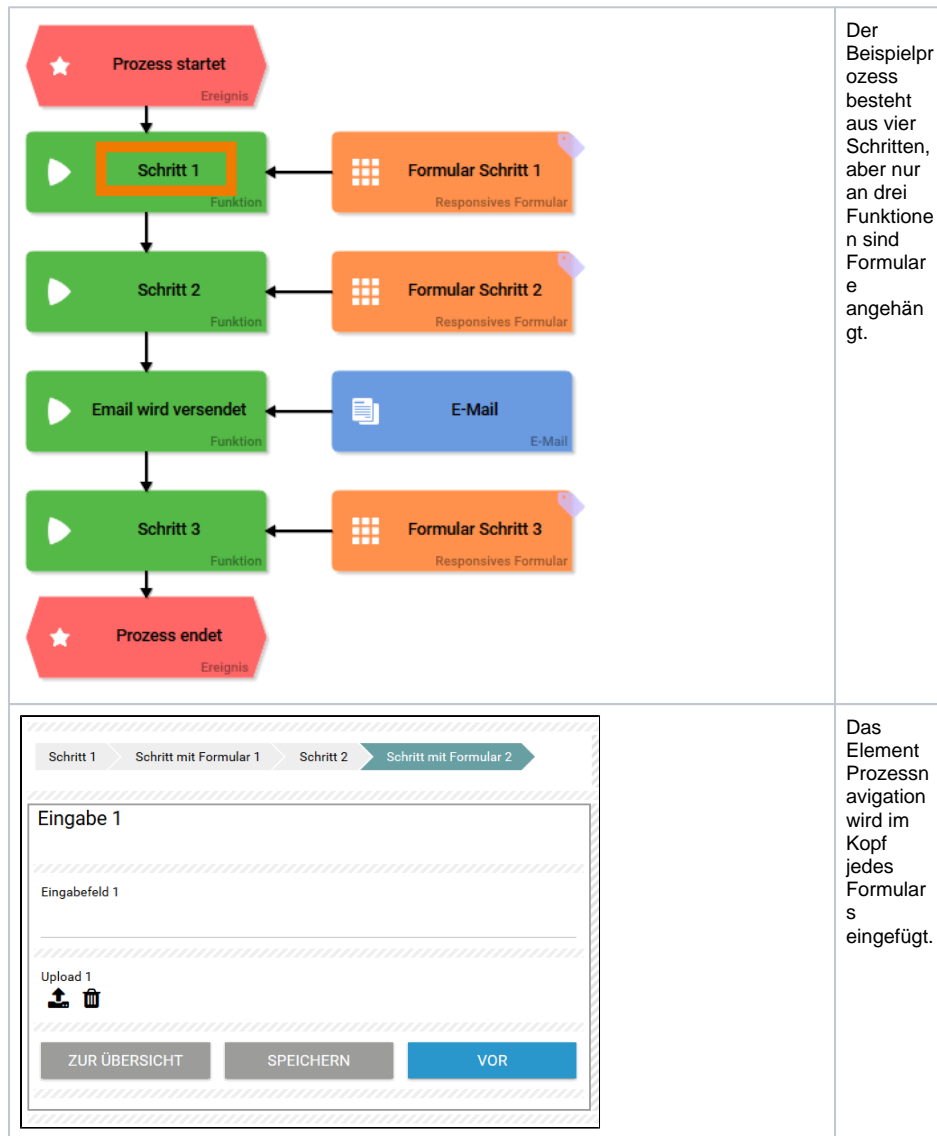 Prozess startet
Ereignis
Schritt 1
Funktion
Formular Schritt 1
Responsives Formular
Schritt 2
Funktion
Formular Schritt 2
Responsives Formular
Email wird versendet
Funktion
E-Mail
E-Mail
Schritt 3
Funktion
Formular Schritt 3
Responsives Formular
Prozess endet
Ereignis
Der
Beispielpr
ozess
besteht
aus vier
Schritten,
aber nur
an drei
Funktione
n sind
Formular
e
angehän
gt.
Schritt 1 Schritt mit Formular 1 Schritt 2 Schritt mit Formular 2
Eingabe 1
Eingabefeld 1
Upload 1
ZUR ÜBERSICHT SPEICHERN VOR
Das
Element
Prozessn
avigation
wird im
Kopf
jedes
Formular
s
eingefügt.